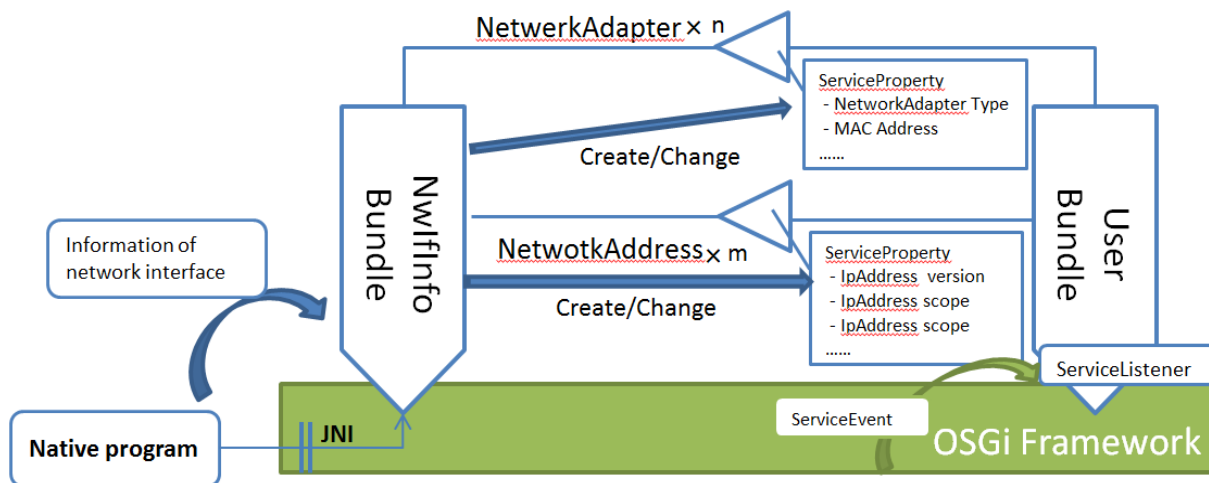 NetwerkAdapter × n
ServiceProperty
- NetworkAdapter Type
- MAC Address
……
Create/Change
NwIfInfo
Bundle
User
Bundle
Information of
network interface
NetwotkAddress × m
Create/Change
ServiceProperty
- IpAddress version
- IpAddress scope
- IpAddress scope
……
ServiceListener
ServiceEvent
OSGi Framework
Native program
JNI